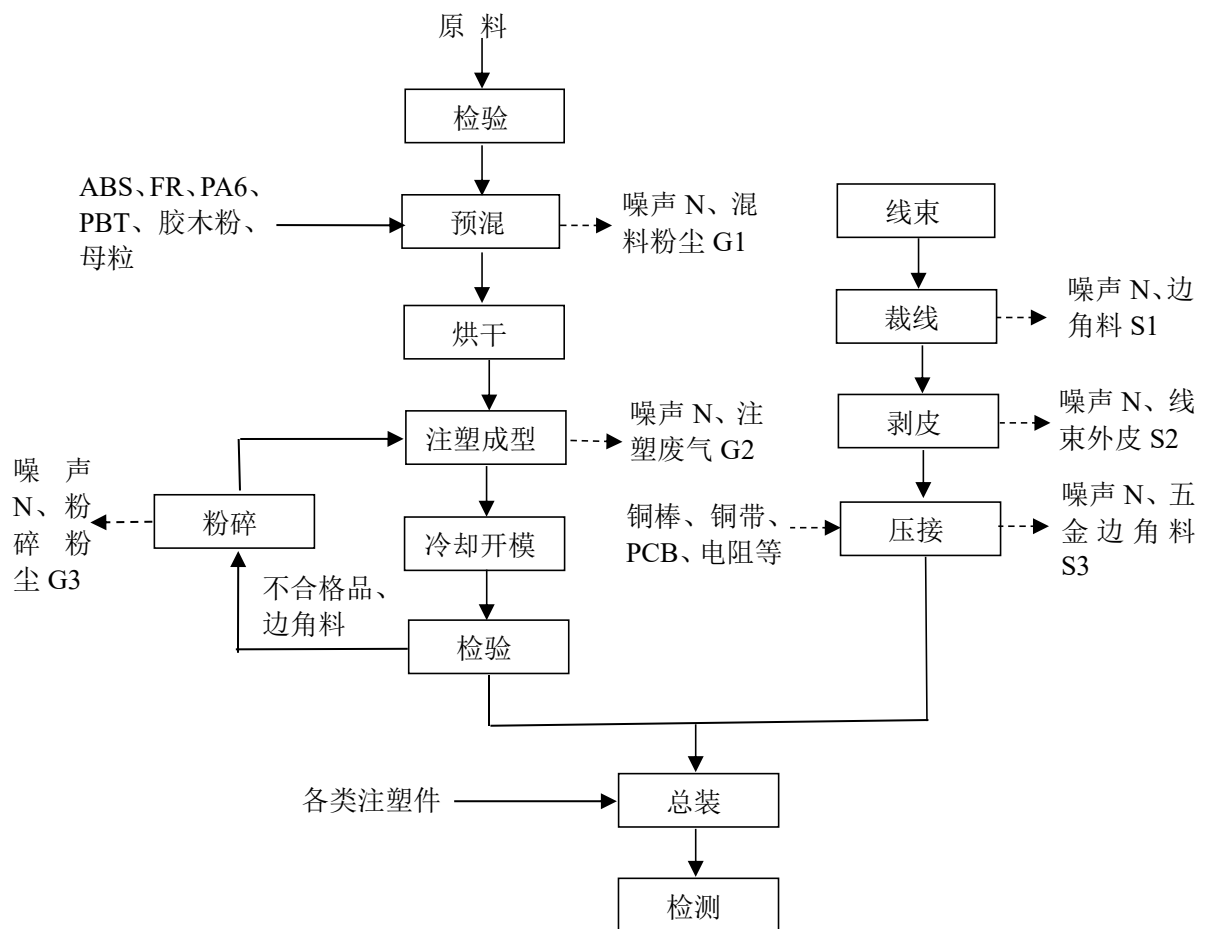 原 料
检验
ABS、FR、PA6、
PBT、胶木粉、
母粒
预混
噪声 N、混
料粉尘 G1
线束
烘干
裁线
噪声 N、边
角料 S1
注塑成型
噪声 N、注
塑废气 G2
剥皮
噪声 N、线
束外皮 S2
噪 声
N、粉
碎 粉
尘 G3
粉碎
冷却开模
铜棒、铜带、
PCB、电阻等
压接
噪声 N、五
金 边 角 料
S3
不合格品、
边角料
检验
各类注塑件
总装
检测